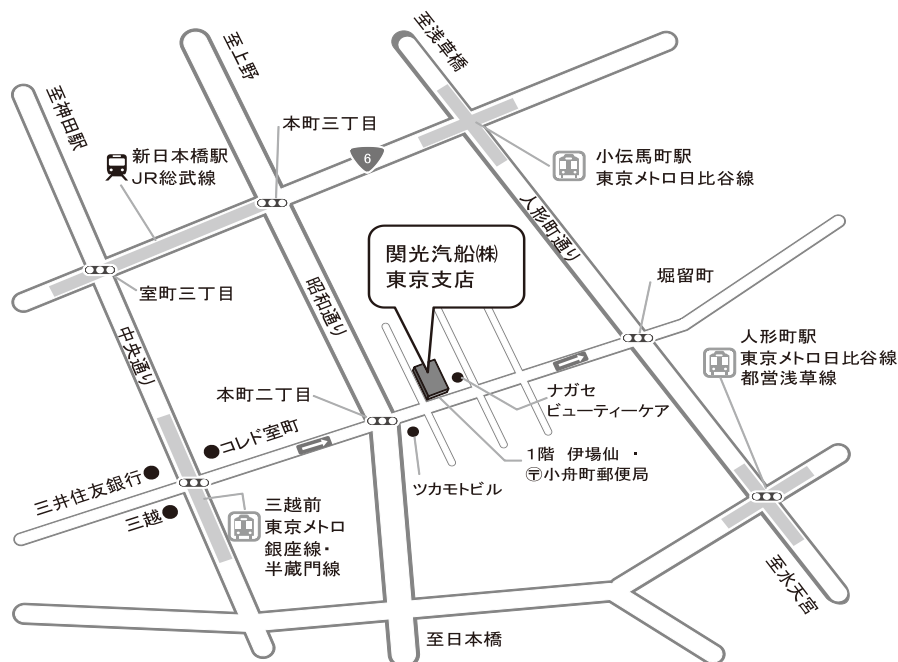 至浅草橋
至上野
至神田駅
本町三丁目
新日本橋駅
JR総武線
6
小伝馬町駅
東京メトロ日比谷線
人形町通り
関光汽船㈱
東京支店
堀留町
室町三丁目
昭和通り
中央通り
人形町駅
東京メトロ日比谷線
都営浅草線
本町二丁目
ナガセ
ビューティーケア
コレド室町
1階 伊場仙 ・
〶小舟町郵便局
三井住友銀行
ツカモトビル
三越
三越前
東京メトロ
銀座線・
半蔵門線
至水天宮
至日本橋